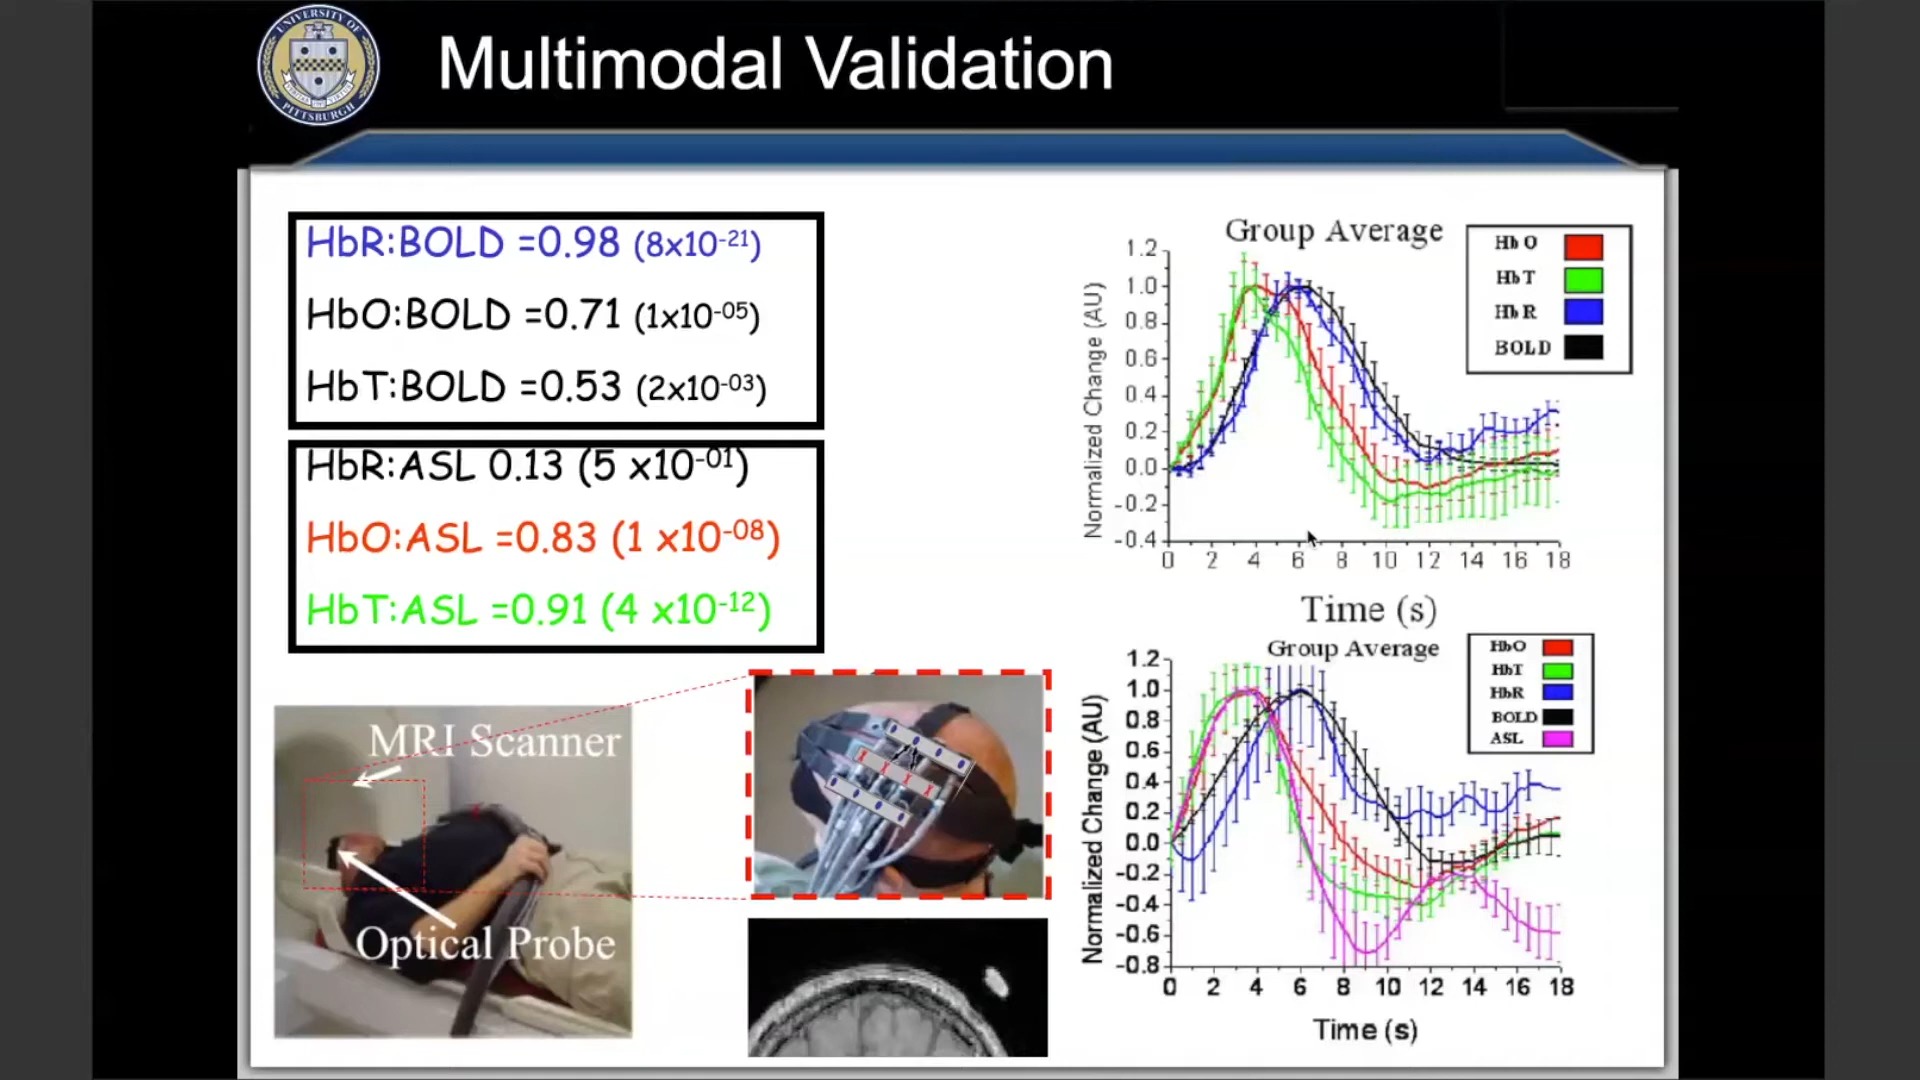 UNIVERSITY OF
PITTSBURGH
Multimodal Validation
HbR:BOLD =0.98 (8x10-21)
HbO:BOLD =0.71 (1x10-05)
HbT:BOLD =0.53 (2x10-03)
HbR:ASL 0.13 (5 x10-01)
HbO:ASL =0.83 (1 x10-08)
HbT:ASL =0.91 (4 x10-12)
MRI Scanner
Optical Probe
Group Average
HbO
HbT
HbR
BOLD
Normalized Change (AU)
1.2
1.0
0.8
0.6
0.4
0.2
0.0
-0.2
-0.4
0 2 4 6 8 10 12 14 16 18
Time (s)
Group Average
HbO
HbT
HbR
BOLD
ASL
Normalized Change (AU)
1.2
1.0
0.8
0.6
0.4
0.2
0.0
-0.2
-0.4
-0.6
-0.8
0 2 4 6 8 10 12 14 16 18
Time (s)